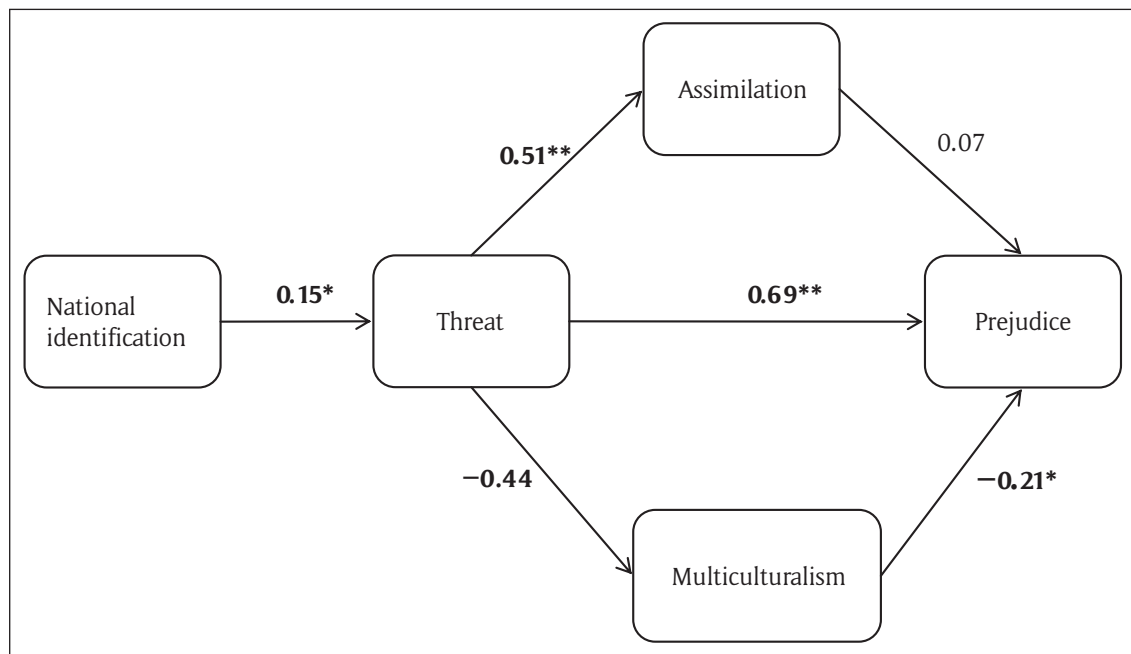 Assimilation
0.51**
0.07
National
identification
0.15*
Threat
0.69**
Prejudice
−0.44
−0.21*
Multiculturalism